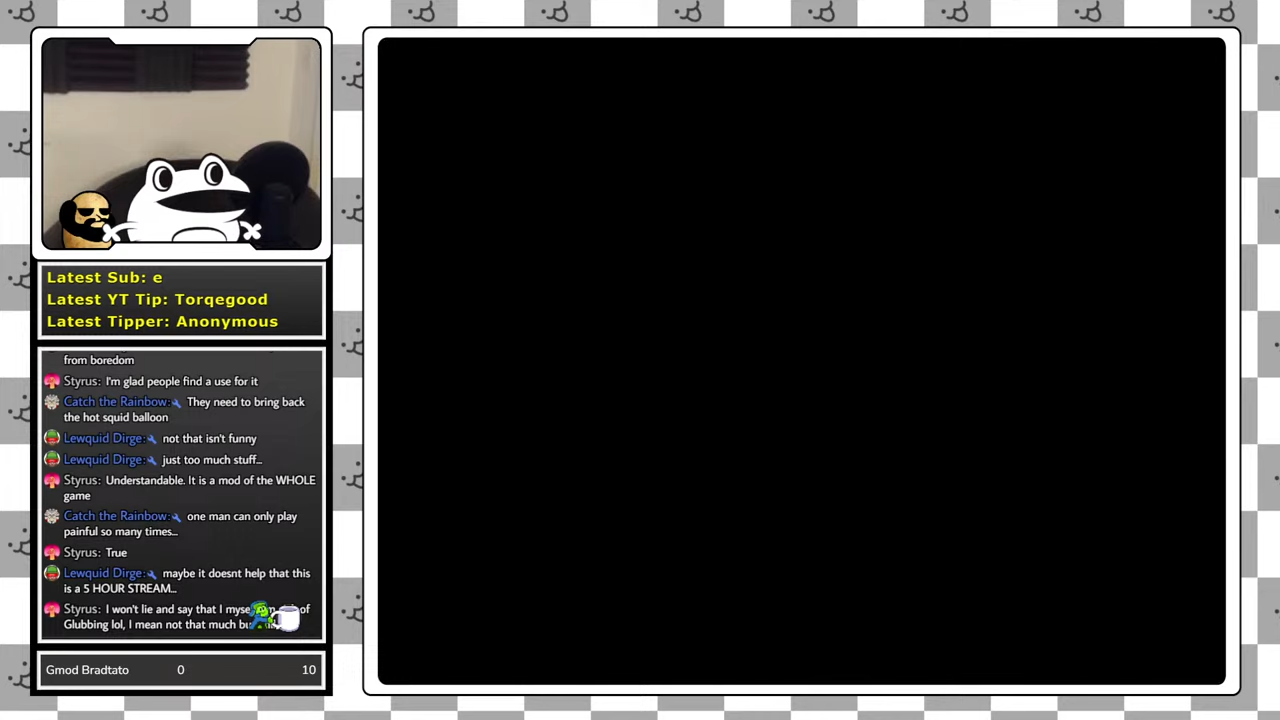 Latest Sub: e
Latest YT Tip: Torqegood
Latest Tipper: Anonymous
from boredom
Styrus: I'm glad people find a use for it
Catch the Rainbow: They need to bring back
the hot squid balloon
Lewquid Dirge: not that isn't funny
Lewquid Dirge: just too much stuff...
Styrus: Understandable. It is a mod of the WHOLE
game
Catch the Rainbow: one man can only play
painful so many times...
Styrus: True
Lewquid Dirge: maybe it doesnt help that this
is a 5 HOUR STREAM...
Styrus: I won't lie and say that I of
Glubbing lol, I mean not that much
Gmod Bradtato 0 10